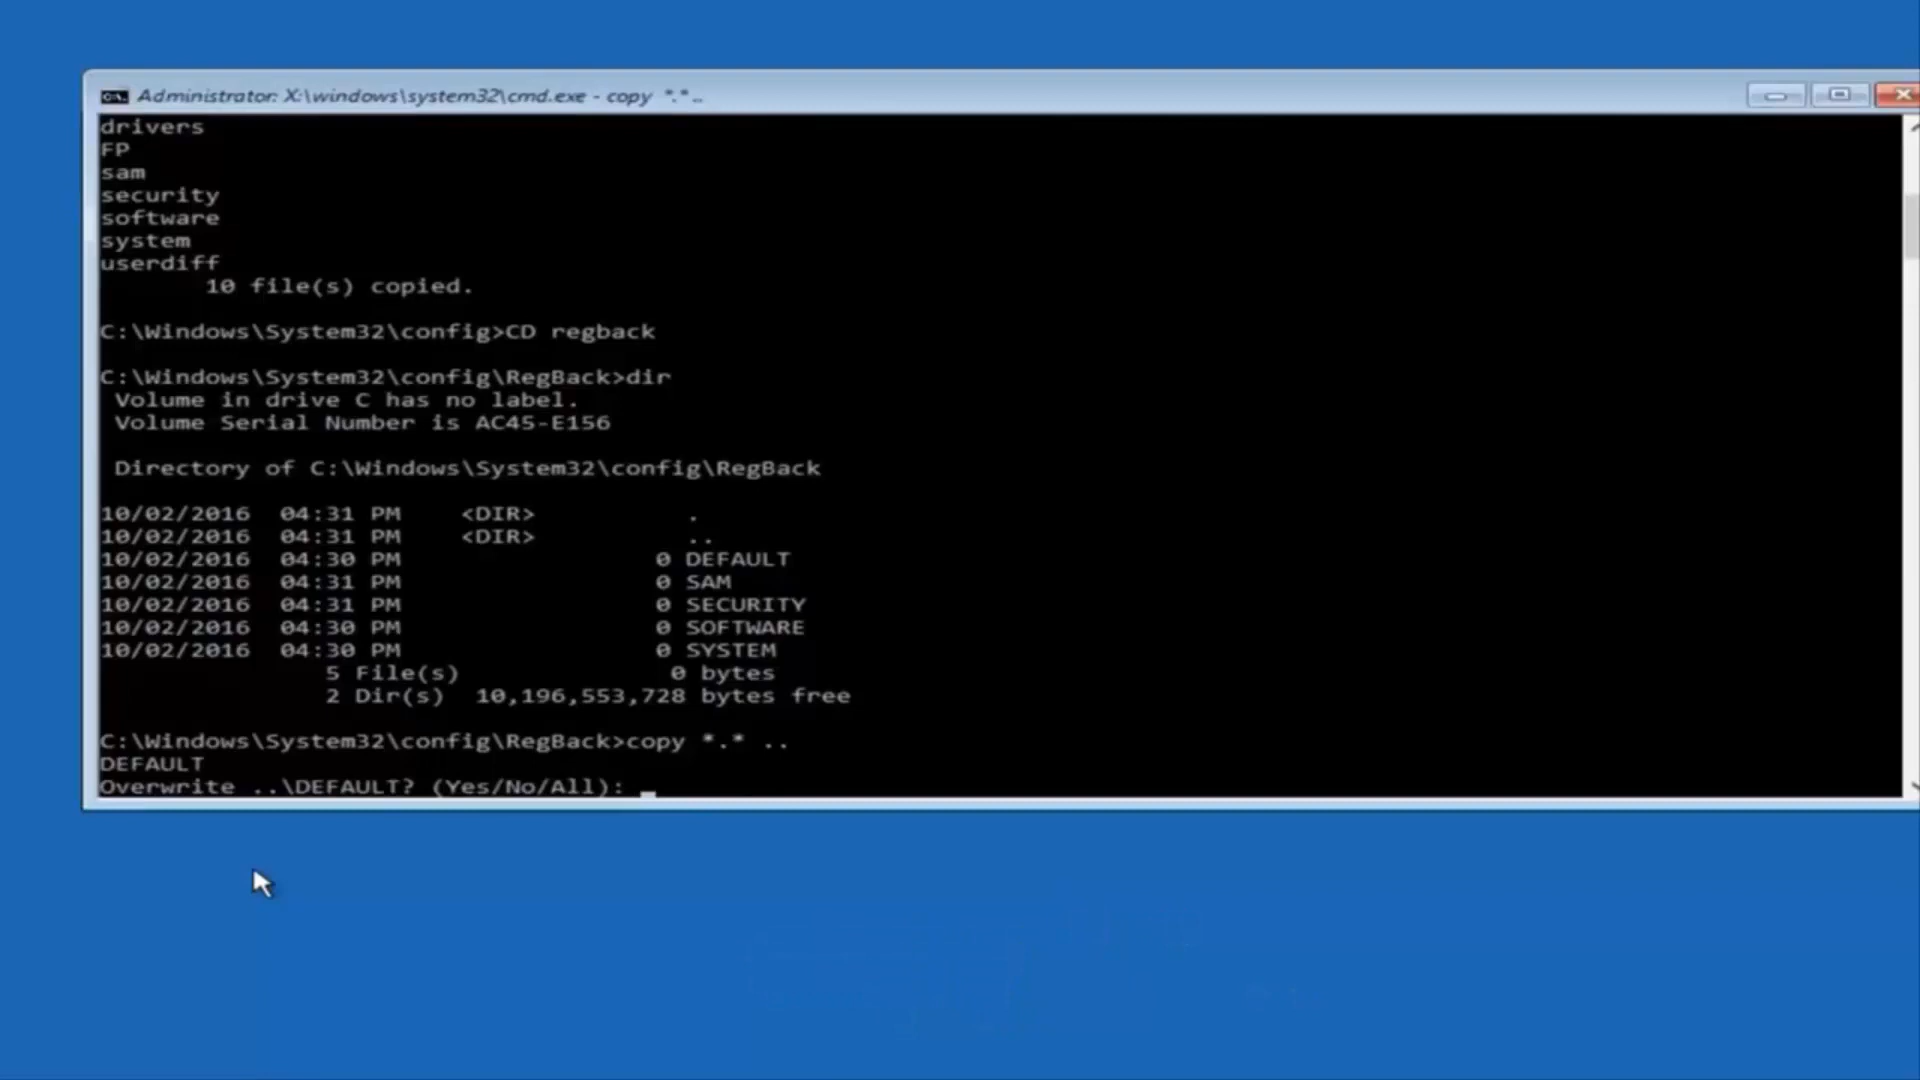 Administrator: X:\windows\system32\cmd.exe - copy *.* ..
drivers
FP
sam
security
software
system
userdiff
10 file(s) copied.
C:\Windows\System32\config>CD regback
C:\Windows\System32\config\RegBack>dir
Volume in drive C has no label.
Volume Serial Number is AC45-E156
Directory of C:\Windows\System32\config\RegBack
10/02/2016 04:31 PM <DIR> .
10/02/2016 04:31 PM <DIR> ..
10/02/2016 04:30 PM 0 DEFAULT
10/02/2016 04:31 PM 0 SAM
10/02/2016 04:31 PM 0 SECURITY
10/02/2016 04:30 PM 0 SOFTWARE
10/02/2016 04:30 PM 0 SYSTEM
5 File(s) 0 bytes
2 Dir(s) 10,196,553,728 bytes free
C:\Windows\System32\config\RegBack>copy *.* ..
DEFAULT
Overwrite ..\DEFAULT? (Yes/No/All): _